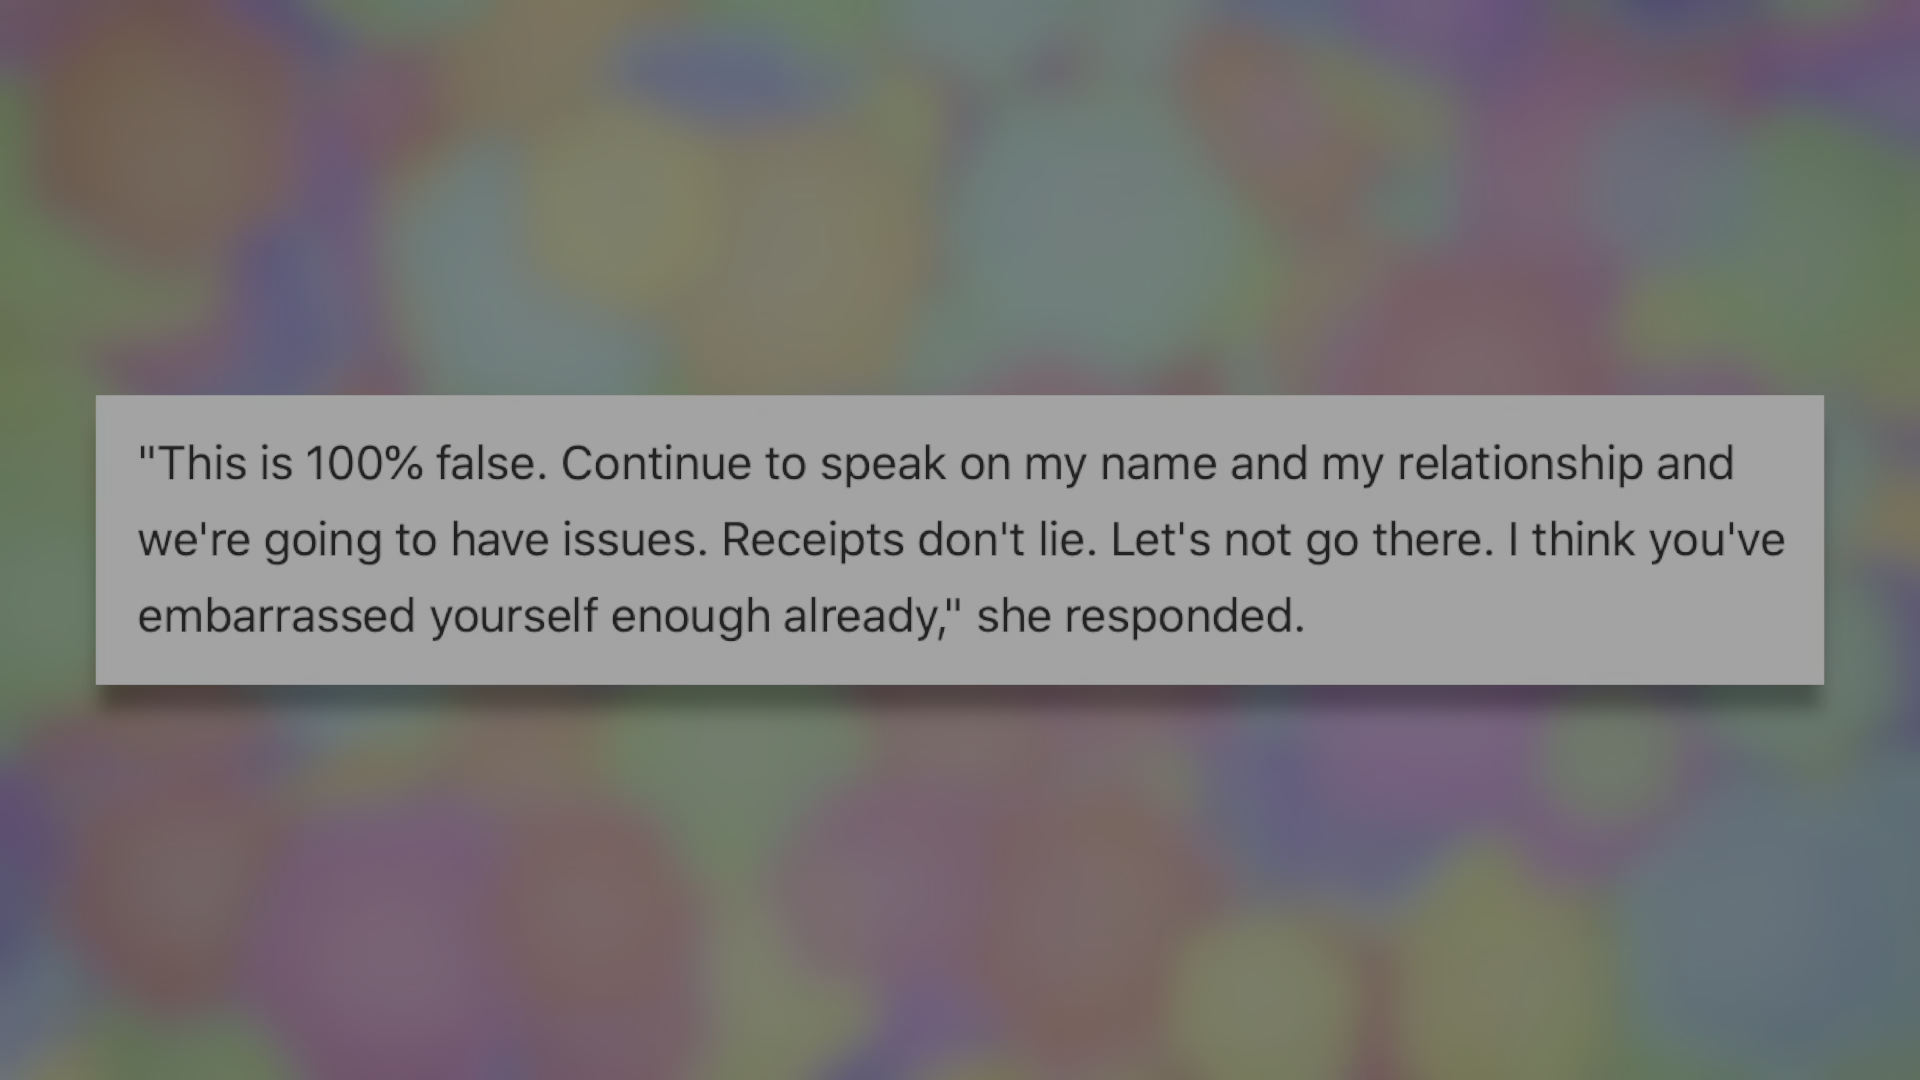 "This is 100% false. Continue to speak on my name and my relationship and
we're going to have issues. Receipts don't lie. Let's not go there. I think you've
embarrassed yourself enough already," she responded.